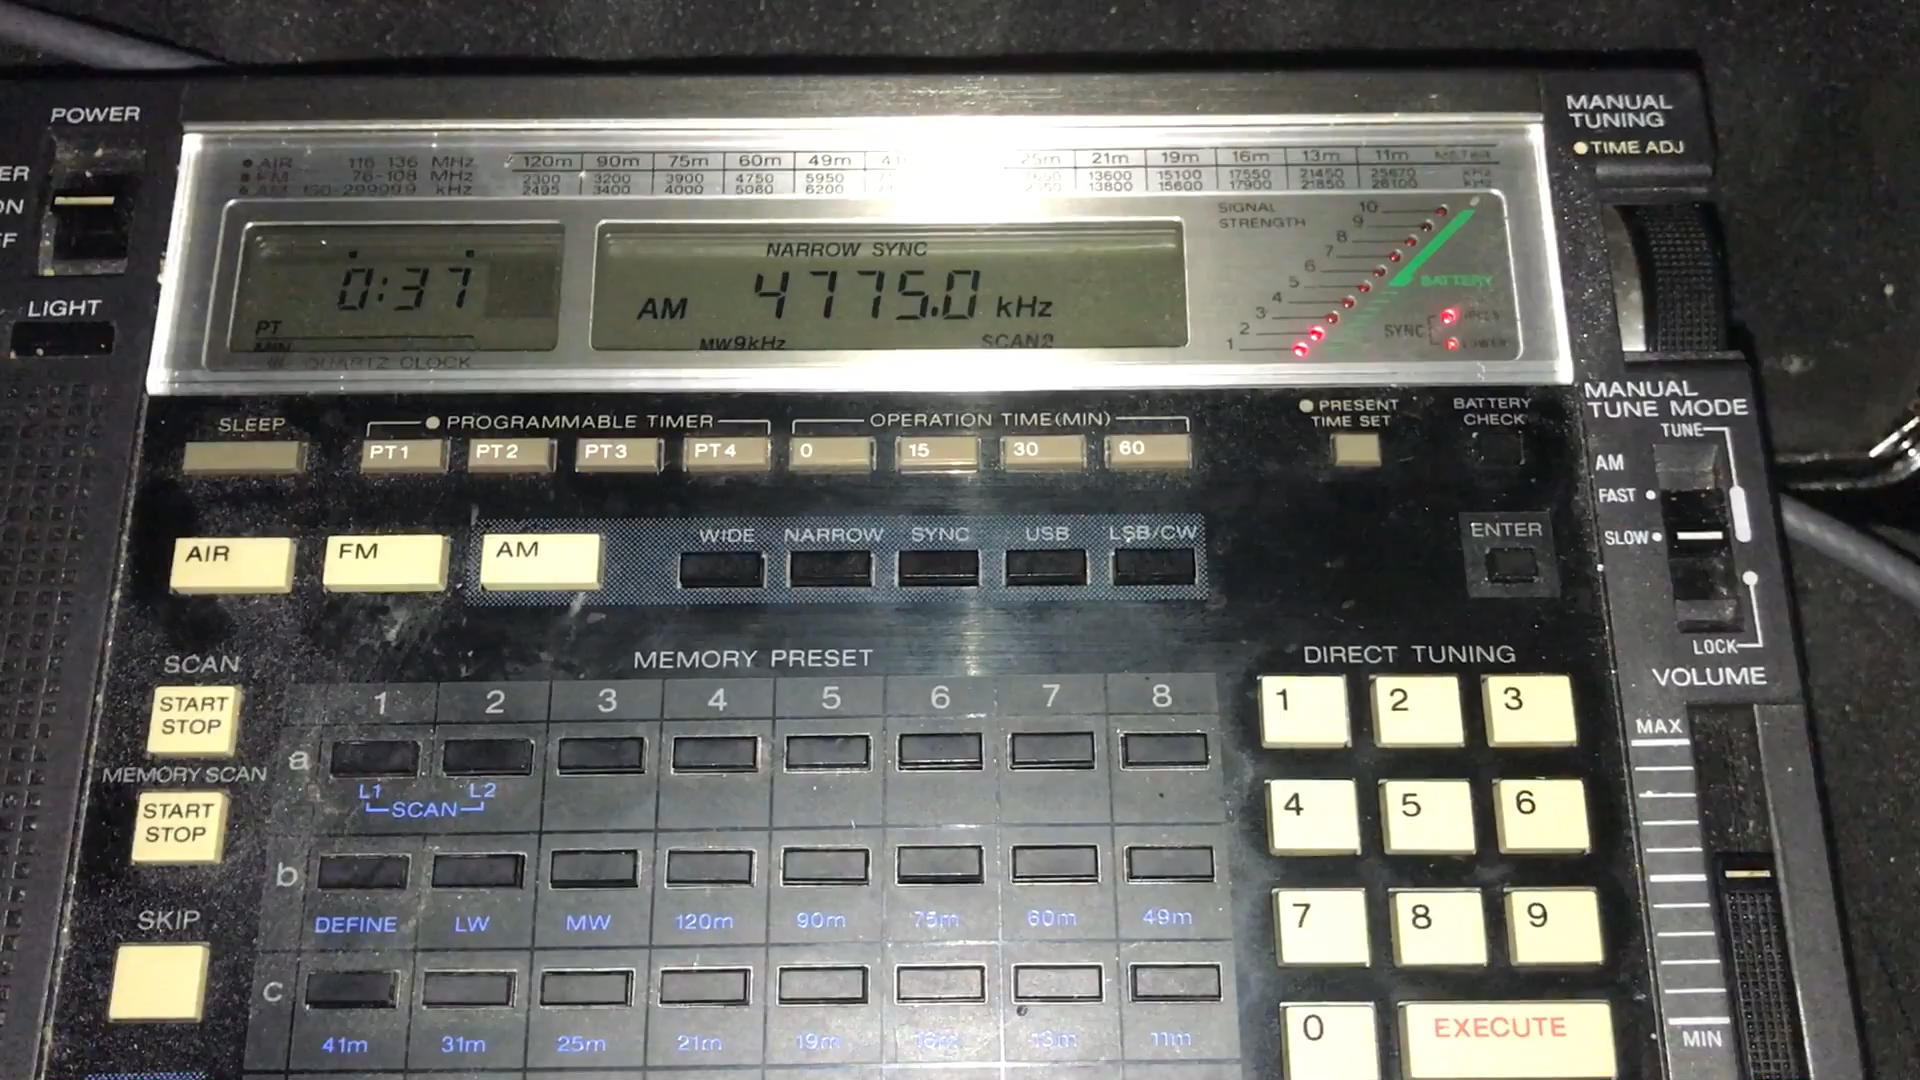 POWER
ON
LIGHT
AIR 116-136 MHz
FM 76-108 MHz
AM 150-29999.9 kHz
120m 90m 75m 60m 49m 21m 19m 16m 13m 11m METER
2300 3200 3900 4750 5950 13600 15100 17550 21450 25670 kHz
2495 3400 4000 5060 6200 13800 15600 17900 21850 26100
0:37
PT
MIN
QUARTZ CLOCK
NARROW SYNC
AM 4775.0 kHz
MW9kHz SCAN2
SIGNAL
STRENGTH
10
9
8
7
6
5
4
3
2
1
BATTERY
SYNC
LOWER
MANUAL
TUNING
TIME ADJ
MANUAL
TUNE MODE
TUNE
AM
FAST
SLOW
LOCK
SLEEP
PROGRAMMABLE TIMER
OPERATION TIME(MIN)
PRESENT
TIME SET
BATTERY
CHECK
PT1 PT2 PT3 PT4 0 15 30 60
AIR FM AM
WIDE NARROW SYNC USB LSB/CW
ENTER
SCAN
START
STOP
MEMORY SCAN
START
STOP
SKIP
MEMORY PRESET
1 2 3 4 5 6 7 8
a
L1 L2
SCAN
b
DEFINE LW MW 120m 90m 75m 60m 49m
c
41m 31m 25m 21m 19m 16m 13m 11m
DIRECT TUNING
1 2 3
4 5 6
7 8 9
0 EXECUTE
VOLUME
MAX
MIN